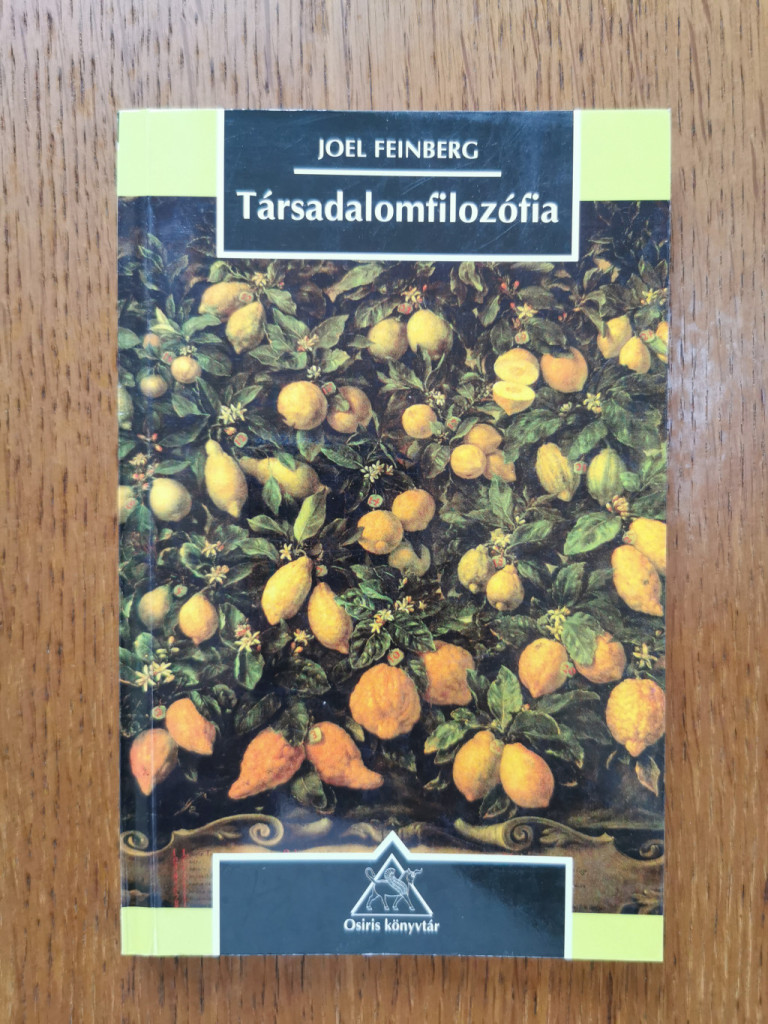 JOEL FEINBERG
Társadalomfilozófia
Osiris könyvtár